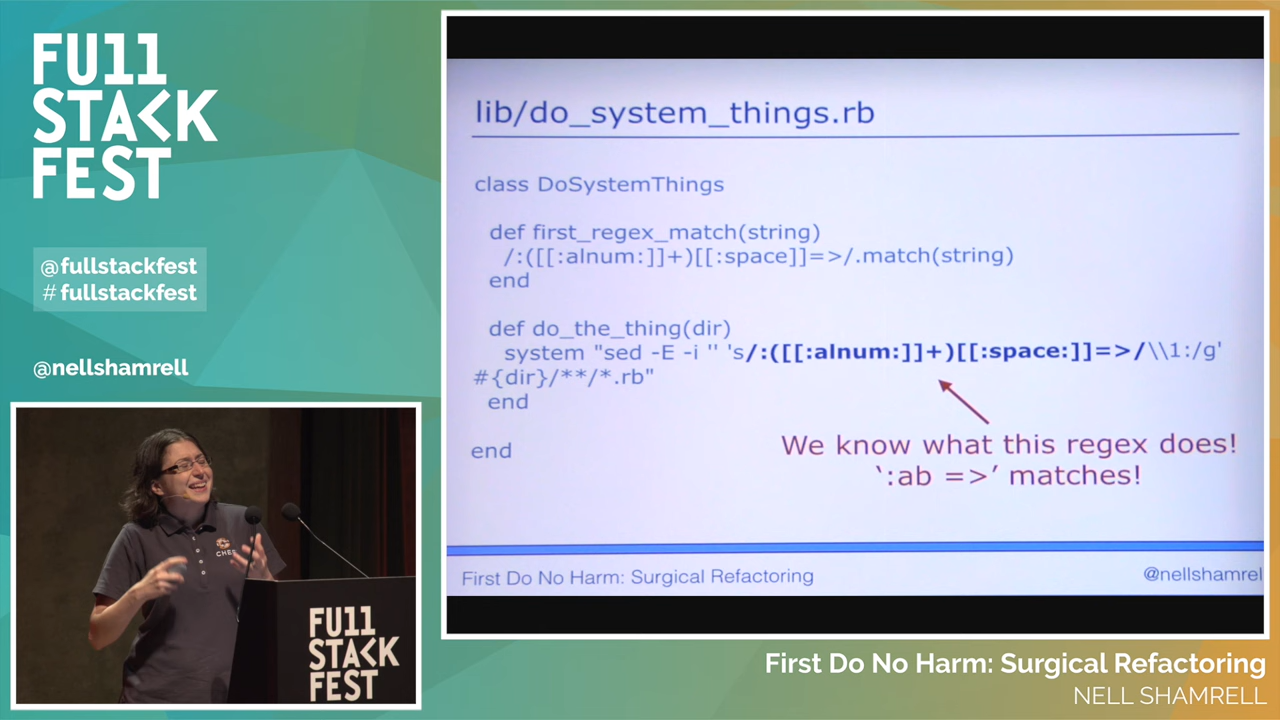 FU11
STACK
FEST
@fullstackfest
# fullstackfest
@nellshamrell
lib/do_system_things.rb
class DoSystemThings
def first_regex_match(string)
/:([[:alnum:]]+)[[:space]]=>/.match(string)
end
def do_the_thing(dir)
system "sed -E -i '' 's/:([[:alnum:]]+)[[:space:]]=>/\\1:/g'
#{dir}/**/*.rb"
end
end
We know what this regex does!
‘:ab =>’ matches!
First Do No Harm: Surgical Refactoring
@nellshamrel
CHEF
FU11
STACK
FEST
First Do No Harm: Surgical Refactoring
NELL SHAMRELL